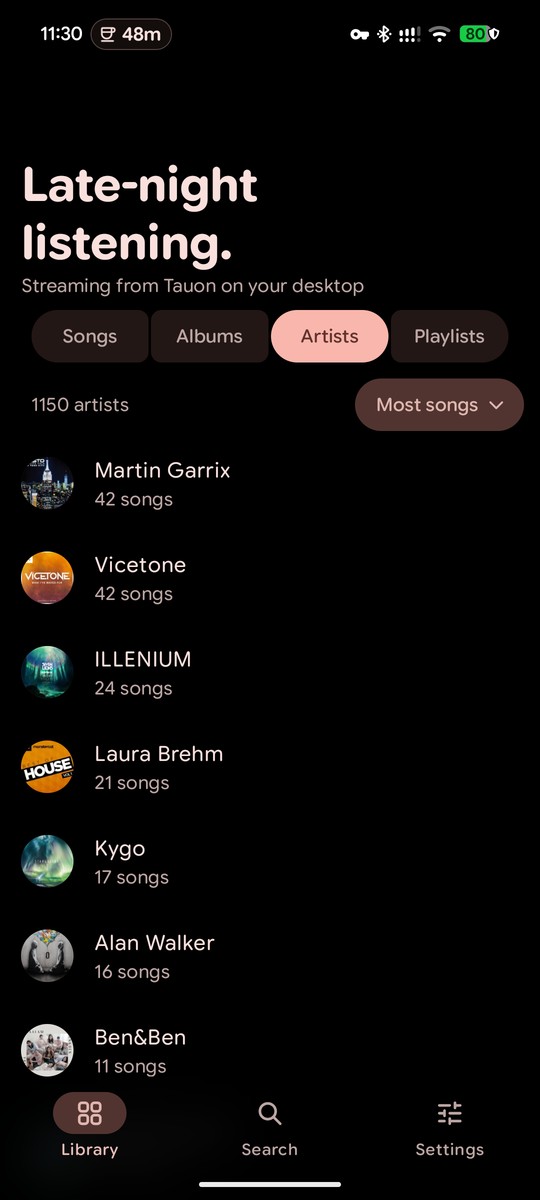 11:30 48m 80
Late-night
listening.
Streaming from Tauon on your desktop
Songs Albums Artists Playlists
1150 artists Most songs
Martin Garrix
42 songs
VICETONE
Vicetone
42 songs
ILLENIUM
24 songs
HOUSE
Laura Brehm
21 songs
Kygo
17 songs
Alan Walker
16 songs
Ben&Ben
11 songs
Library Search Settings